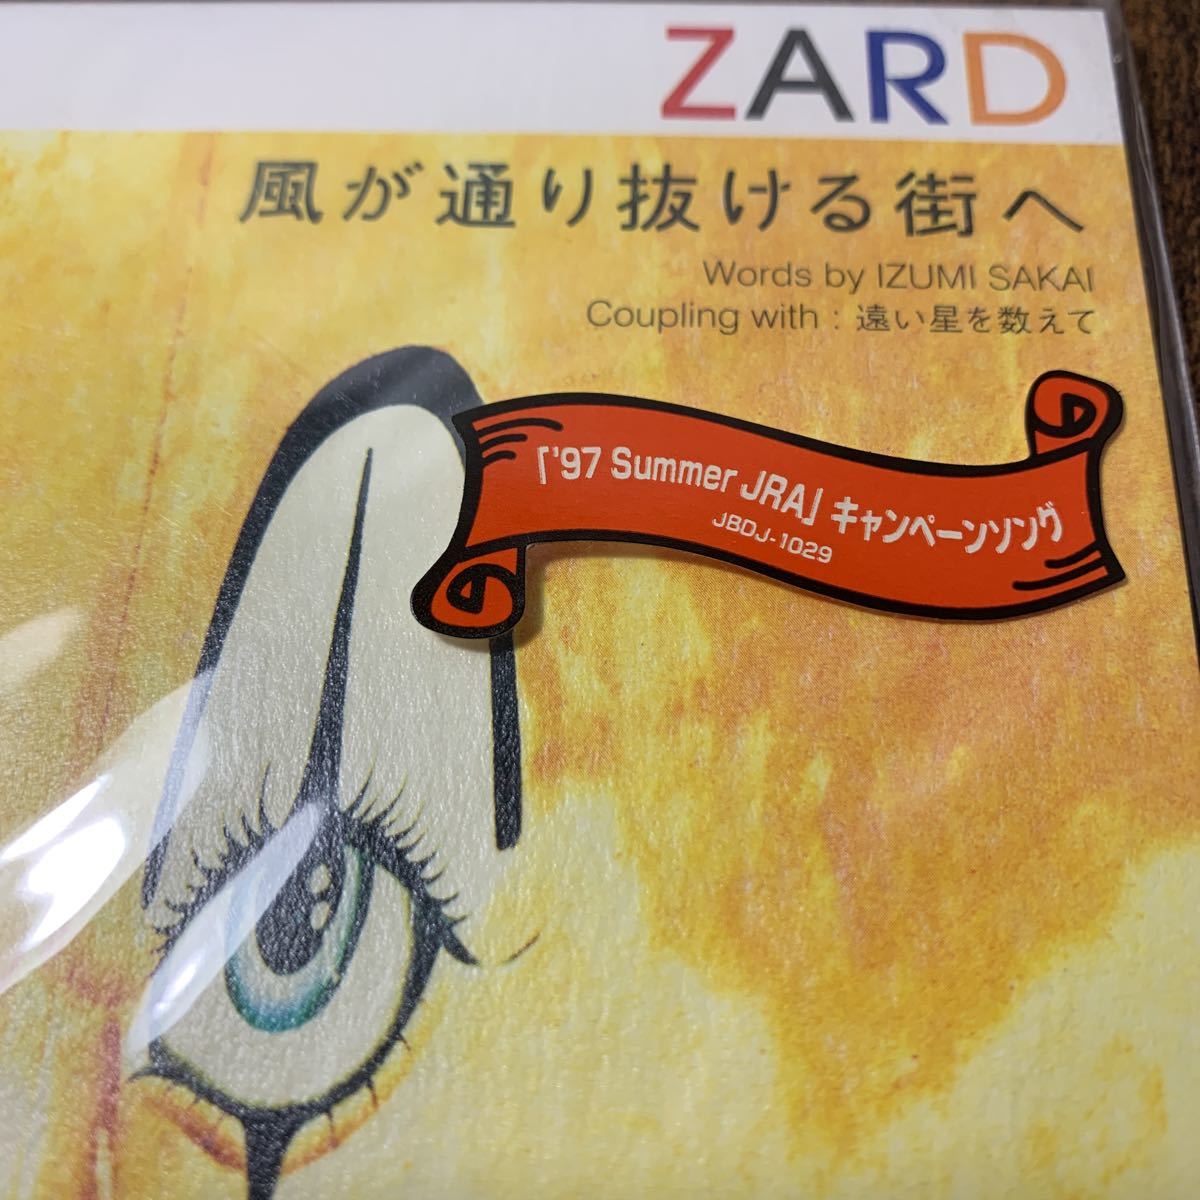 ZARD
風が通り抜ける街へ
Words by IZUMI SAKAI
Coupling with : 遠い星を数えて
「'97 Summer JRA」キャンペーンソング
JBDJ-1029